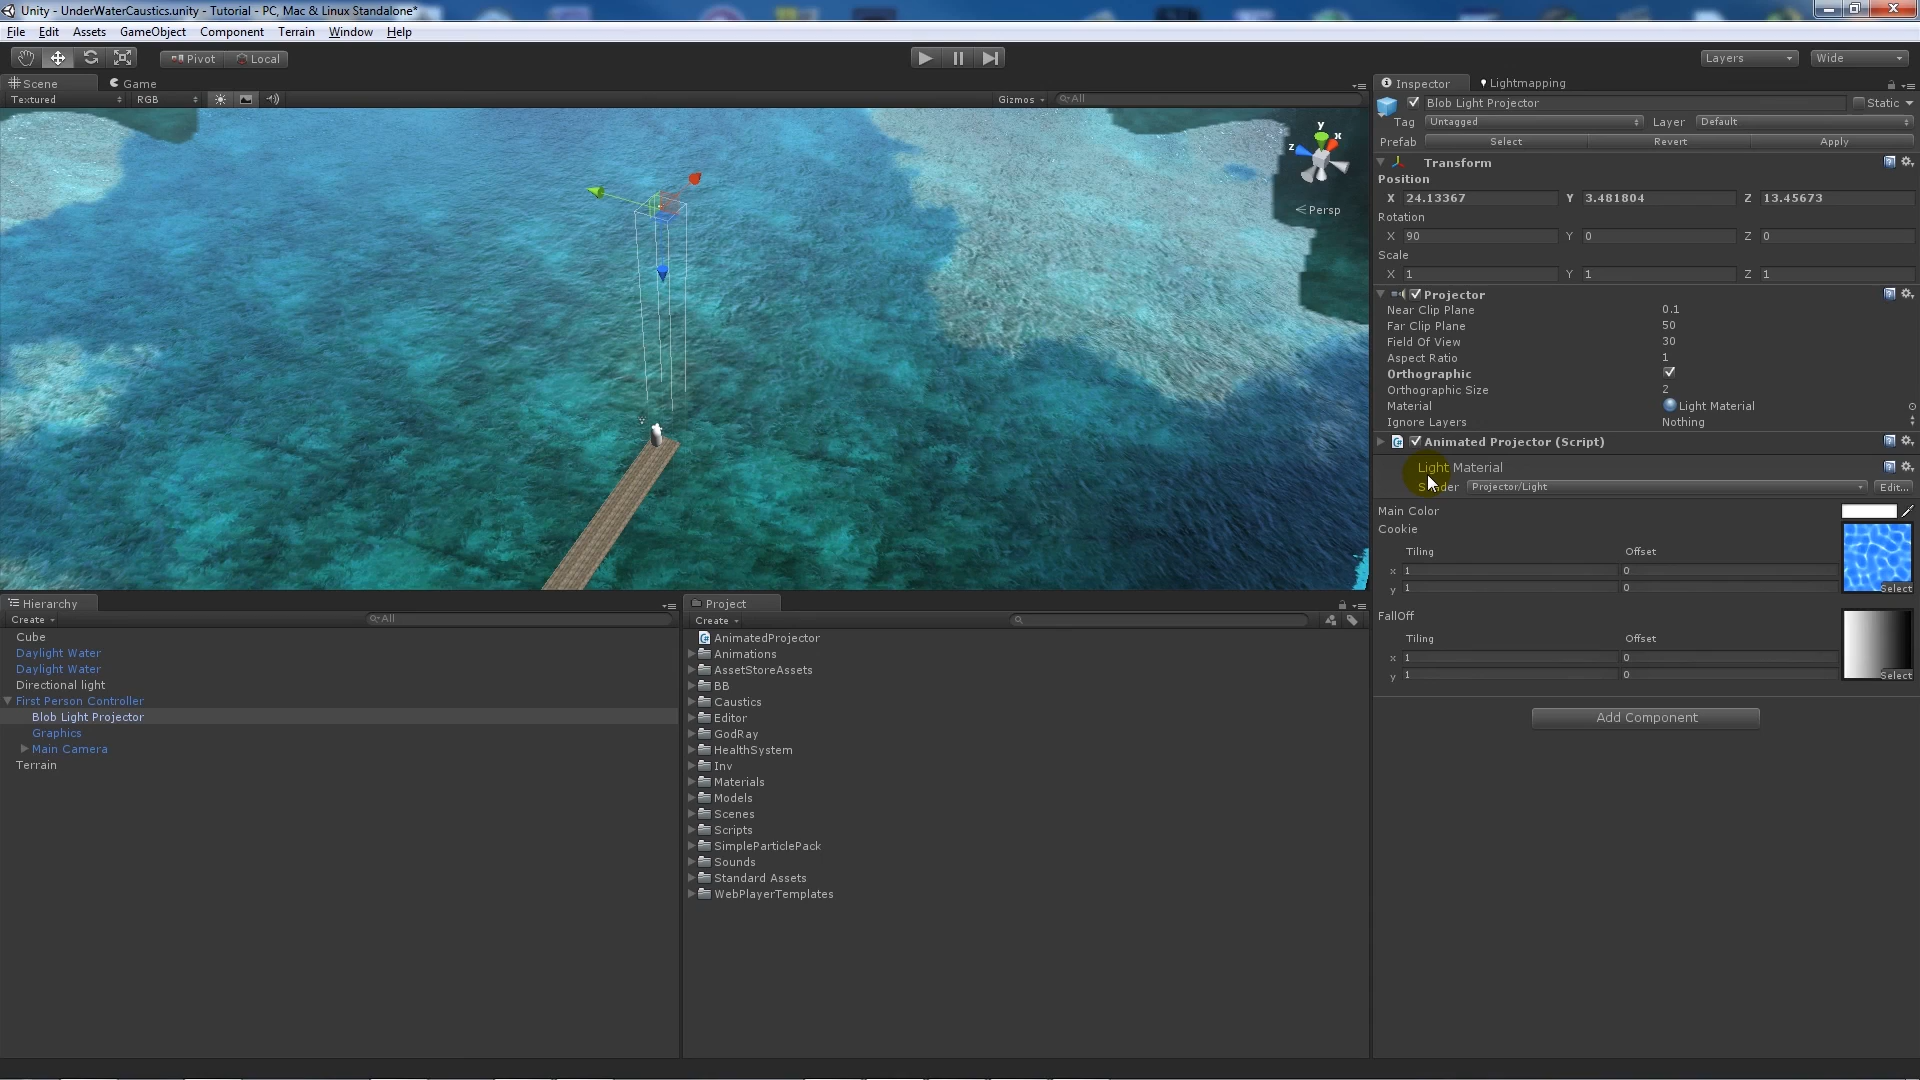 Unity - UnderWaterCaustics.unity - Tutorial - PC, Mac & Linux Standalone*
File Edit Assets GameObject Component Terrain Window Help
Pivot Local Layers Wide
Scene Game
Textured RGB Gizmos All
y
x
z
Persp
Inspector Lightmapping
Blob Light Projector Static
Tag Untagged Layer Default
Prefab Select Revert Apply
Transform
Position
X 24.13367 Y 3.481804 Z 13.45673
Rotation
X 90 Y 0 Z 0
Scale
X 1 Y 1 Z 1
Projector
Near Clip Plane 0.1
Far Clip Plane 50
Field Of View 30
Aspect Ratio 1
Orthographic
Orthographic Size 2
Material Light Material
Ignore Layers Nothing
Animated Projector (Script)
Light Material
Shader Projector/Light Edit...
Main Color
Cookie
Tiling Offset
x 1 0
y 1 0
Select
FallOff
Tiling Offset
x 1 0
y 1 0
Select
Add Component
Hierarchy
Create All
Cube
Daylight Water
Daylight Water
Directional light
First Person Controller
Blob Light Projector
Graphics
Main Camera
Terrain
Project
Create
AnimatedProjector
Animations
AssetStoreAssets
BB
Caustics
Editor
GodRay
HealthSystem
Inv
Materials
Models
Scenes
Scripts
SimpleParticlePack
Sounds
Standard Assets
WebPlayerTemplates